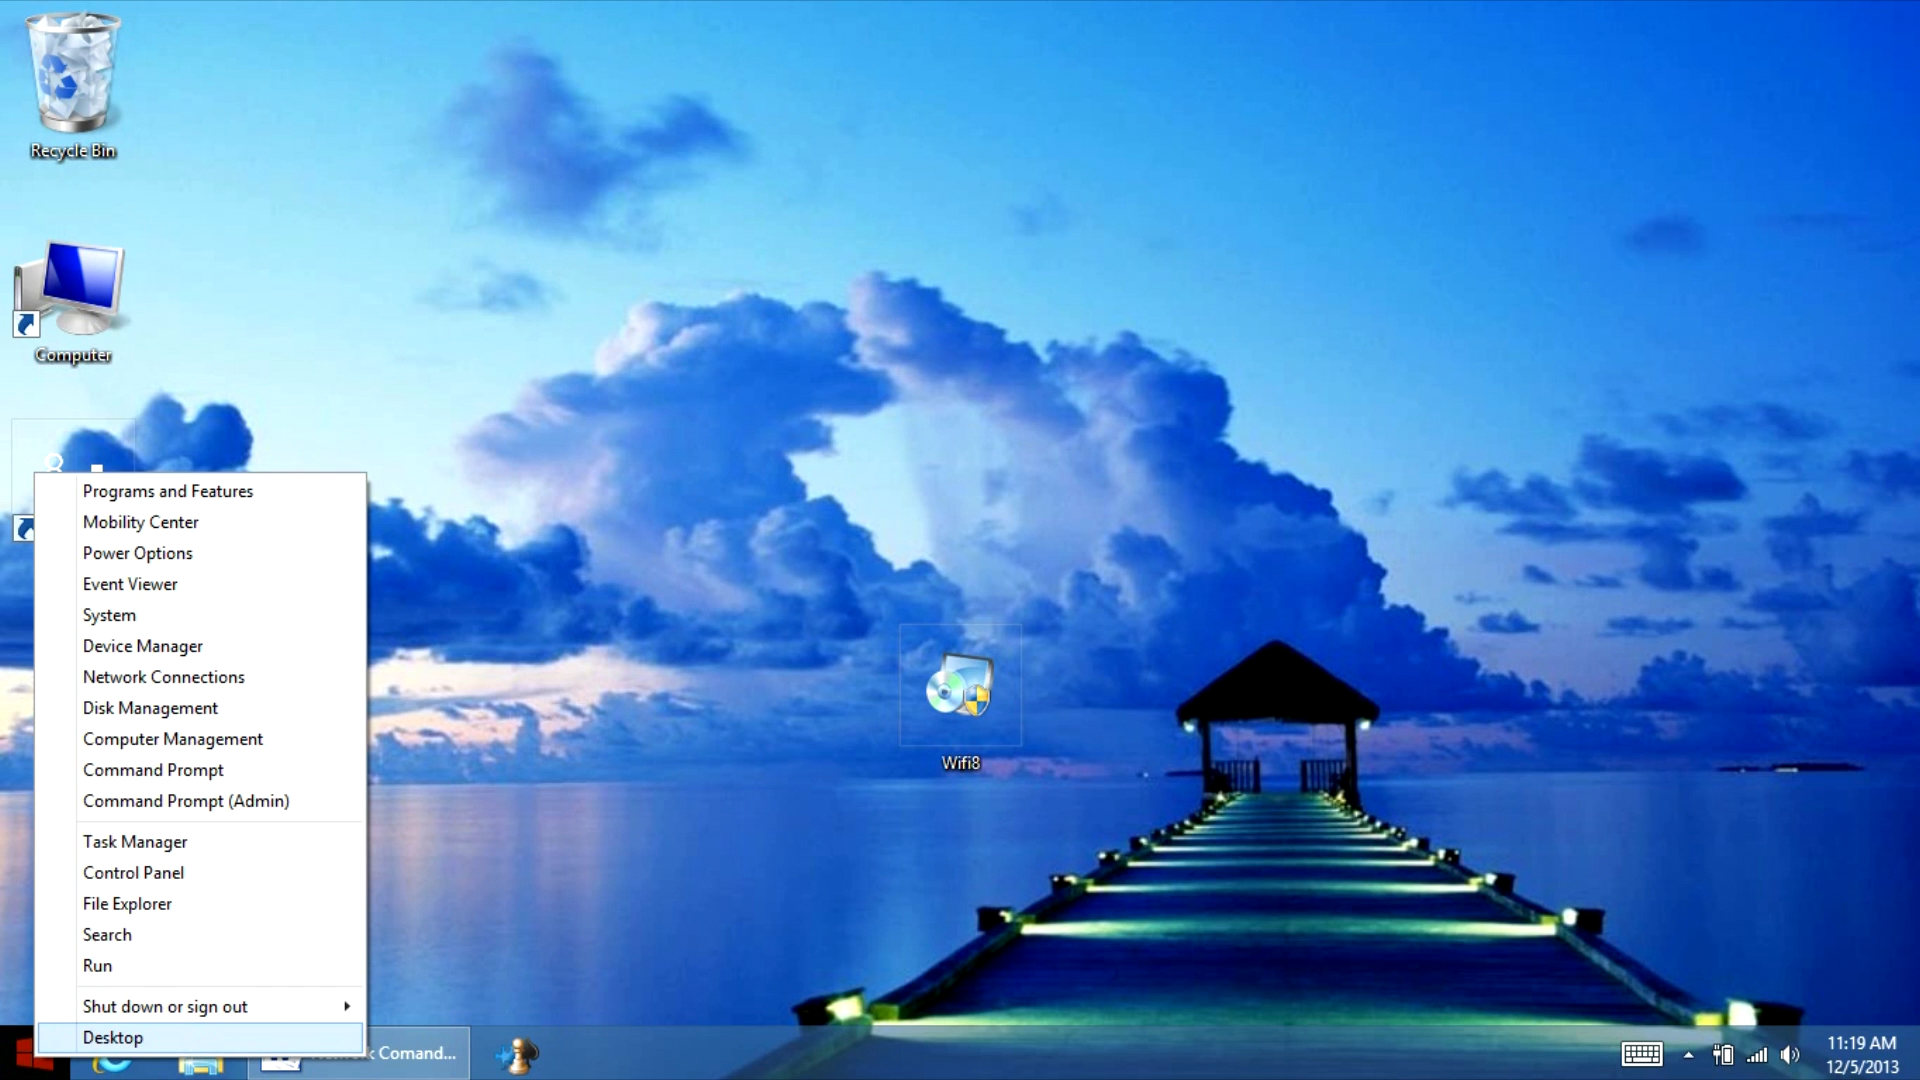 Recycle Bin
Computer
Programs and Features
Mobility Center
Power Options
Event Viewer
System
Device Manager
Network Connections
Disk Management
Computer Management
Command Prompt
Command Prompt (Admin)
Task Manager
Control Panel
File Explorer
Search
Run
Shut down or sign out
Desktop
Wifi8
Comand...
11:19 AM
12/5/2013